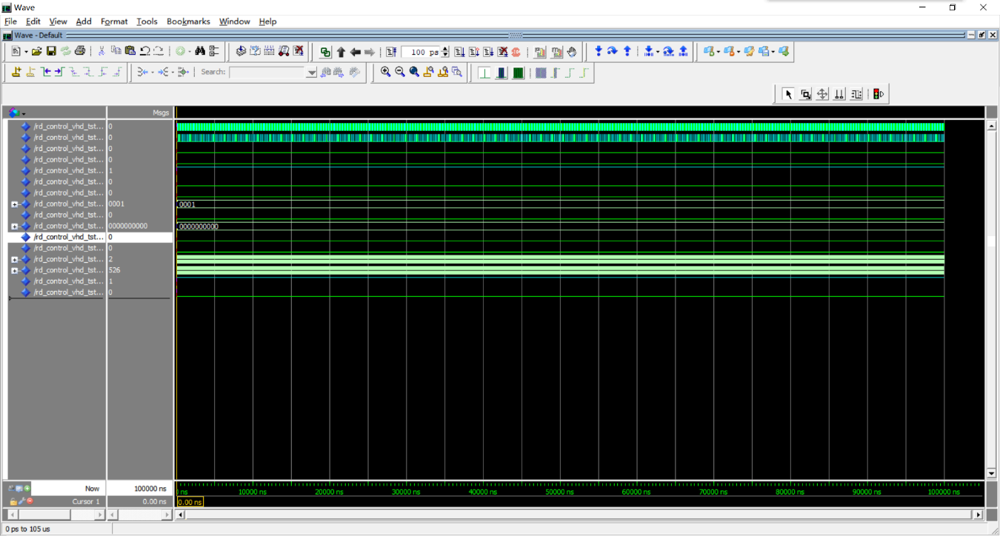 Wave
File Edit View Add Format Tools Bookmarks Window Help
Wave - Default
100 ps
Search:
Msgs
/rd_control_vhd_tst... 0
/rd_control_vhd_tst... 0
/rd_control_vhd_tst... 0
/rd_control_vhd_tst... 0
/rd_control_vhd_tst... 1
/rd_control_vhd_tst... 0
/rd_control_vhd_tst... 0
/rd_control_vhd_tst... 0001 0001
/rd_control_vhd_tst... 0
/rd_control_vhd_tst... 0000000000 0000000000
/rd_control_vhd_tst... 0
/rd_control_vhd_tst... 0
/rd_control_vhd_tst... 2
/rd_control_vhd_tst... 526
/rd_control_vhd_tst... 1
/rd_control_vhd_tst... 0
Now 100000 ns ns 10000 ns 20000 ns 30000 ns 40000 ns 50000 ns 60000 ns 70000 ns 80000 ns 90000 ns 100000 ns
Cursor 1 0.00 ns 0.00 ns
0 ps to 105 us